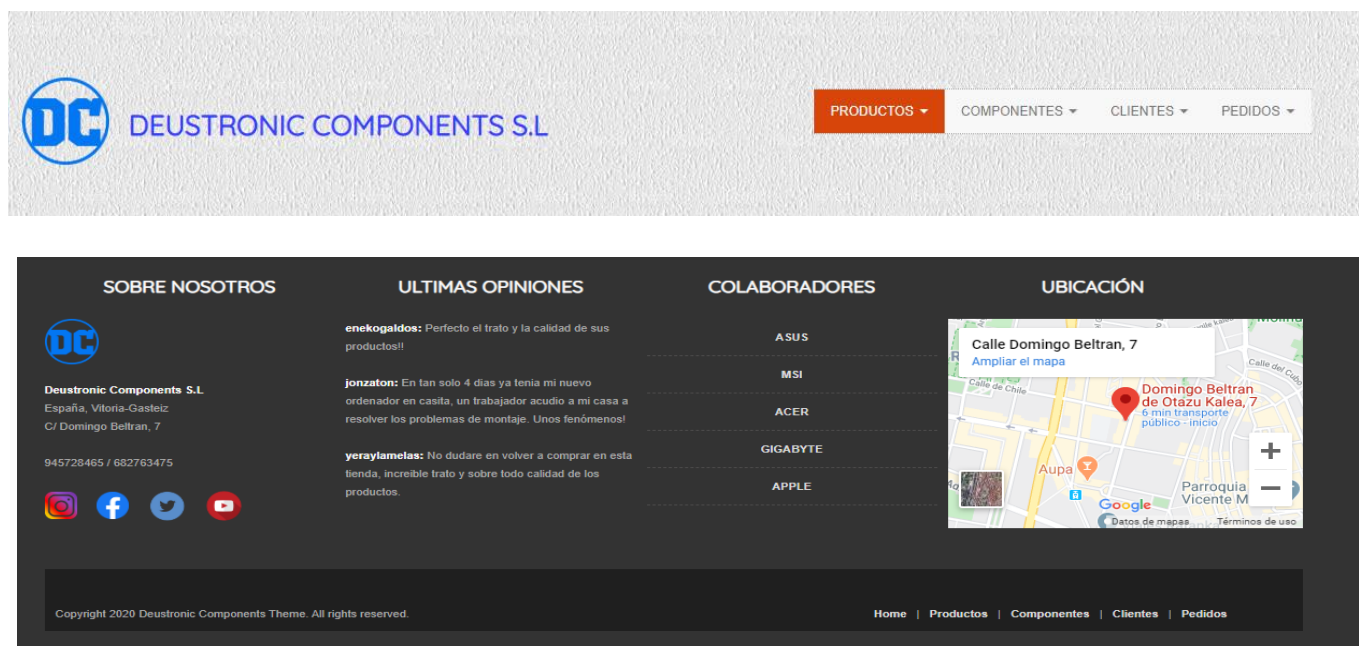 DC
DEUSTRONIC COMPONENTS S.L
PRODUCTOS COMPONENTES CLIENTES PEDIDOS
SOBRE NOSOTROS
DC
Deustronic Components S.L
España, Vitoria-Gasteiz
C/ Domingo Beltran, 7
945728465 / 682763475
ULTIMAS OPINIONES
enekogaldos: Perfecto el trato y la calidad de sus
productos!!
jonzaton: En tan solo 4 dias ya tenia mi nuevo
ordenador en casita, un trabajador acudio a mi casa a
resolver los problemas de montaje. Unos fenómenos!
yeraylamelas: No dudare en volver a comprar en esta
tienda, increible trato y sobre todo calidad de los
productos.
COLABORADORES
ASUS
MSI
ACER
GIGABYTE
APPLE
UBICACIÓN
Calle Domingo Beltran, 7
Ampliar el mapa
Calle de Chile
Calle del Cubo
Domingo Beltran
de Otazu Kalea, 7
6 min transporte
público - inicio
Aupa
Parroquia
Vicente M
Google
Datos de mapas Términos de uso
Copyright 2020 Deustronic Components Theme. All rights reserved.
Home | Productos | Componentes | Clientes | Pedidos